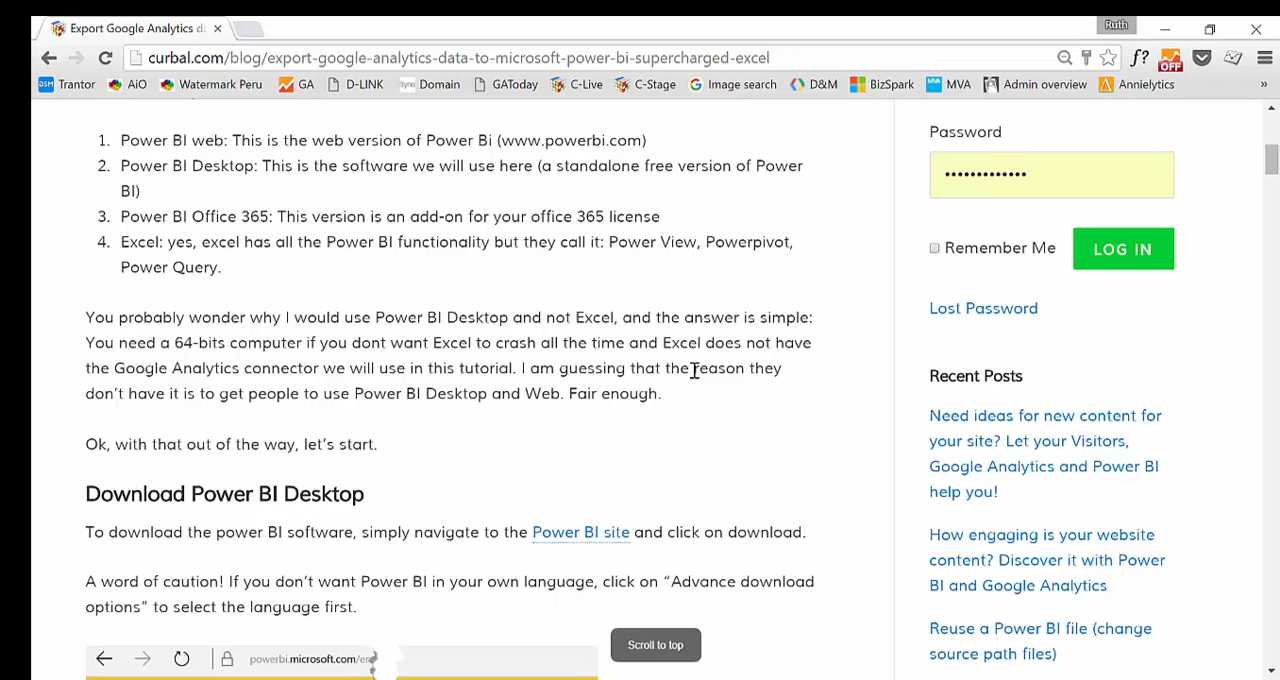 Export Google Analytics da
Ruth
curbal.com/blog/export-google-analytics-data-to-microsoft-power-bi-supercharged-excel
f?
OFF
DSM Trantor AiO Watermark Peru GA D-LINK Sync Domain GAToday C-Live C-Stage Image search D&M BizSpark MVA MVA Admin overview Annielytics »
1. Power BI web: This is the web version of Power Bi (www.powerbi.com)
2. Power BI Desktop: This is the software we will use here (a standalone free version of Power
BI)
3. Power BI Office 365: This version is an add-on for your office 365 license
4. Excel: yes, excel has all the Power BI functionality but they call it: Power View, Powerpivot,
Power Query.
You probably wonder why I would use Power BI Desktop and not Excel, and the answer is simple:
You need a 64-bits computer if you dont want Excel to crash all the time and Excel does not have
the Google Analytics connector we will use in this tutorial. I am guessing that the reason they
don't have it is to get people to use Power BI Desktop and Web. Fair enough.
Ok, with that out of the way, let's start.
Download Power BI Desktop
To download the power BI software, simply navigate to the Power BI site and click on download.
A word of caution! If you don't want Power BI in your own language, click on "Advance download
options" to select the language first.
powerbi.microsoft.com/en
Scroll to top
Password
•••••••••••••
Remember Me
LOG IN
Lost Password
Recent Posts
Need ideas for new content for
your site? Let your Visitors,
Google Analytics and Power BI
help you!
How engaging is your website
content? Discover it with Power
BI and Google Analytics
Reuse a Power BI file (change
source path files)